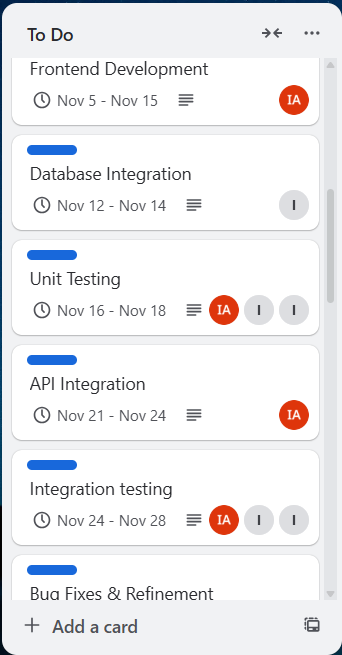 To Do
Frontend Development
Nov 5 - Nov 15
IA
Database Integration
Nov 12 - Nov 14
I
Unit Testing
Nov 16 - Nov 18
IA I I
API Integration
Nov 21 - Nov 24
IA
Integration testing
Nov 24 - Nov 28
IA I I
Bug Fixes & Refinement
Add a card